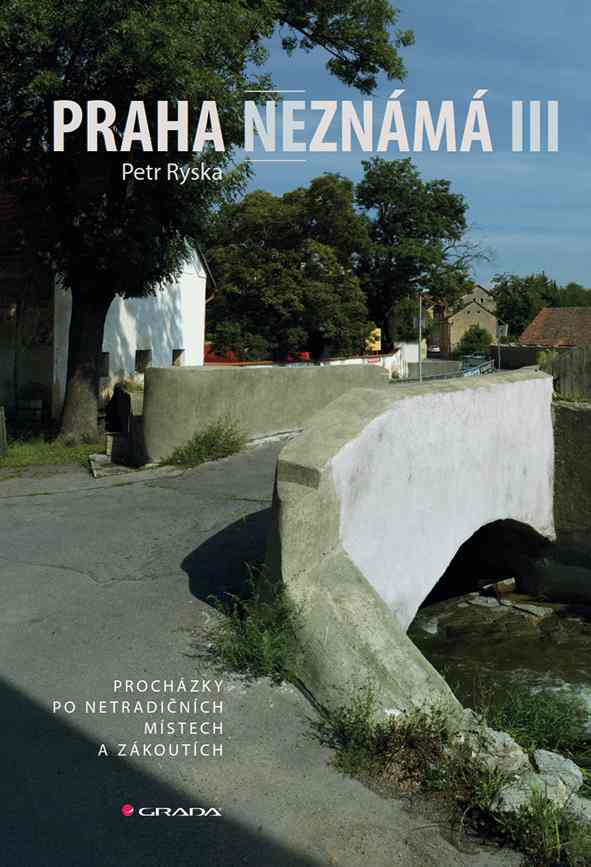 PRAHA NEZNÁMÁ III
Petr Ryska
PROCHÁZKY
PO NETRADIČNÍCH
MÍSTECH
A ZÁKOUTÍCH
GRADA